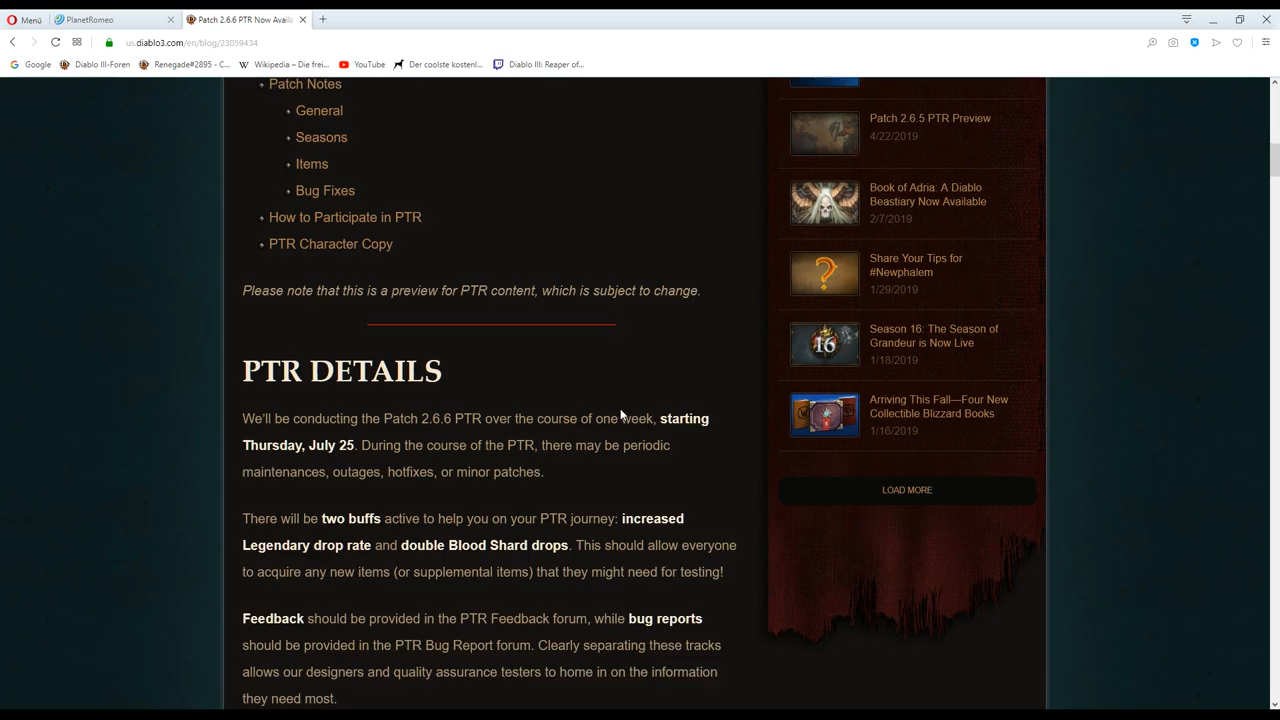 Menü
PlanetRomeo
Patch 2.6.6 PTR Now Availa
us.diablo3.com/en/blog/23059434
Google
Diablo III-Foren
Renegade#2895 - C...
Wikipedia – Die frei...
YouTube
Der coolste kostenl...
Diablo III: Reaper of...
Patch Notes
General
Seasons
Items
Bug Fixes
How to Participate in PTR
PTR Character Copy
Please note that this is a preview for PTR content, which is subject to change.
PTR DETAILS
We'll be conducting the Patch 2.6.6 PTR over the course of one week, starting
Thursday, July 25. During the course of the PTR, there may be periodic
maintenances, outages, hotfixes, or minor patches.
There will be two buffs active to help you on your PTR journey: increased
Legendary drop rate and double Blood Shard drops. This should allow everyone
to acquire any new items (or supplemental items) that they might need for testing!
Feedback should be provided in the PTR Feedback forum, while bug reports
should be provided in the PTR Bug Report forum. Clearly separating these tracks
allows our designers and quality assurance testers to home in on the information
they need most.
Patch 2.6.5 PTR Preview
4/22/2019
Book of Adria: A Diablo
Beastiary Now Available
2/7/2019
Share Your Tips for
#Newphalem
1/29/2019
16
Season 16: The Season of
Grandeur is Now Live
1/18/2019
Arriving This Fall—Four New
Collectible Blizzard Books
1/16/2019
LOAD MORE